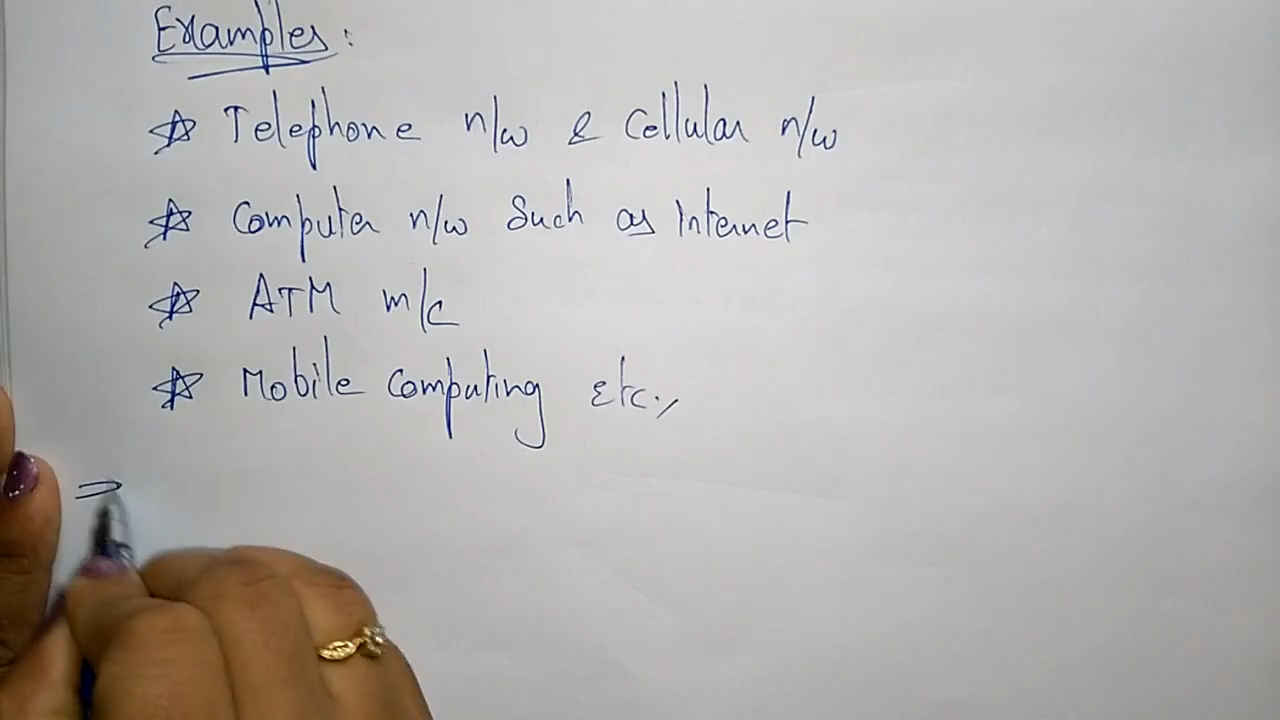 Examples :
☆ Telephone n/w & Cellular n/w
☆ Computer n/w Such as Internet
☆ ATM m/c
☆ Mobile Computing etc.,
⇒